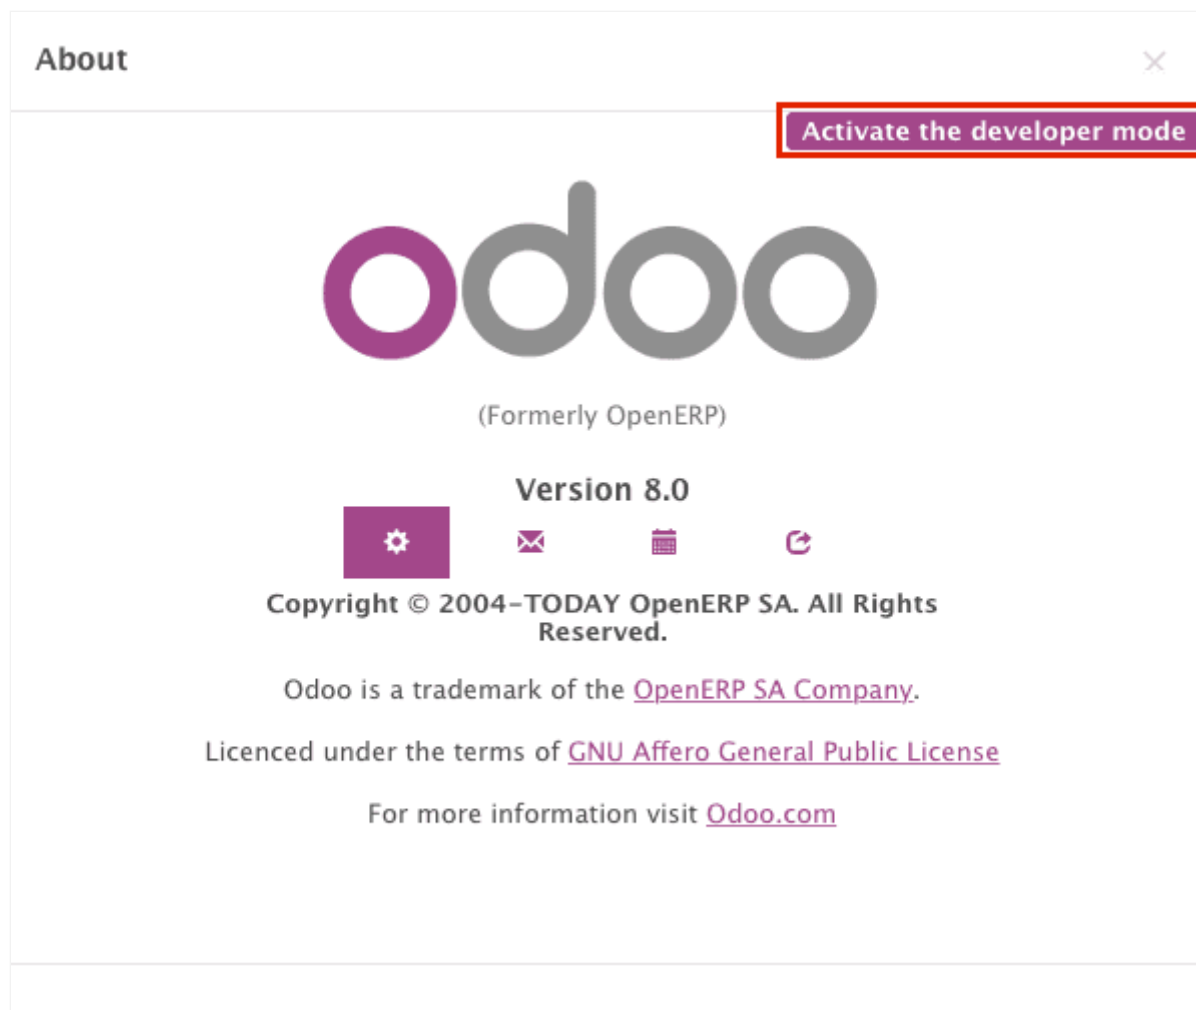 About
Activate the developer mode
odoo
(Formerly OpenERP)
Version 8.0
Copyright © 2004-TODAY OpenERP SA. All Rights
Reserved.
Odoo is a trademark of the OpenERP SA Company.
Licenced under the terms of GNU Affero General Public License
For more information visit Odoo.com